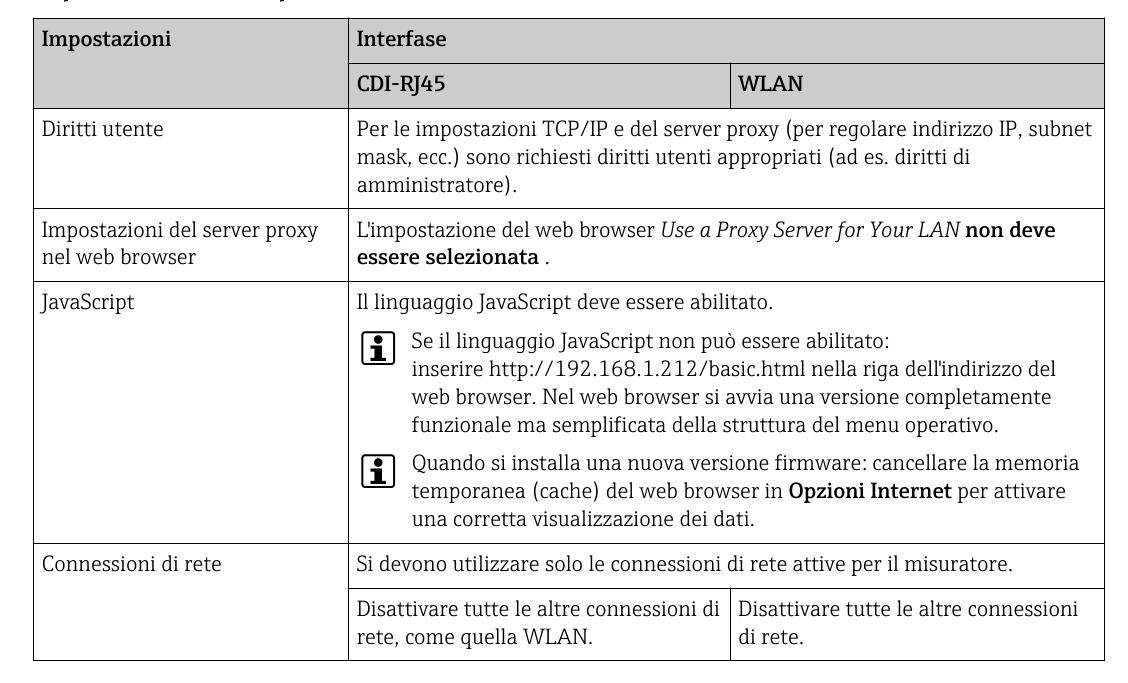 Impostazioni
Interfase
CDI-RJ45
WLAN
Diritti utente
Per le impostazioni TCP/IP e del server proxy (per regolare indirizzo IP, subnet
mask, ecc.) sono richiesti diritti utenti appropriati (ad es. diritti di
amministratore).
Impostazioni del server proxy
nel web browser
L'impostazione del web browser Use a Proxy Server for Your LAN non deve
essere selezionata .
JavaScript
Il linguaggio JavaScript deve essere abilitato.
Se il linguaggio JavaScript non può essere abilitato:
inserire http://192.168.1.212/basic.html nella riga dell'indirizzo del
web browser. Nel web browser si avvia una versione completamente
funzionale ma semplificata della struttura del menu operativo.
Quando si installa una nuova versione firmware: cancellare la memoria
temporanea (cache) del web browser in Opzioni Internet per attivare
una corretta visualizzazione dei dati.
Connessioni di rete
Si devono utilizzare solo le connessioni di rete attive per il misuratore.
Disattivare tutte le altre connessioni di
rete, come quella WLAN.
Disattivare tutte le altre connessioni
di rete.